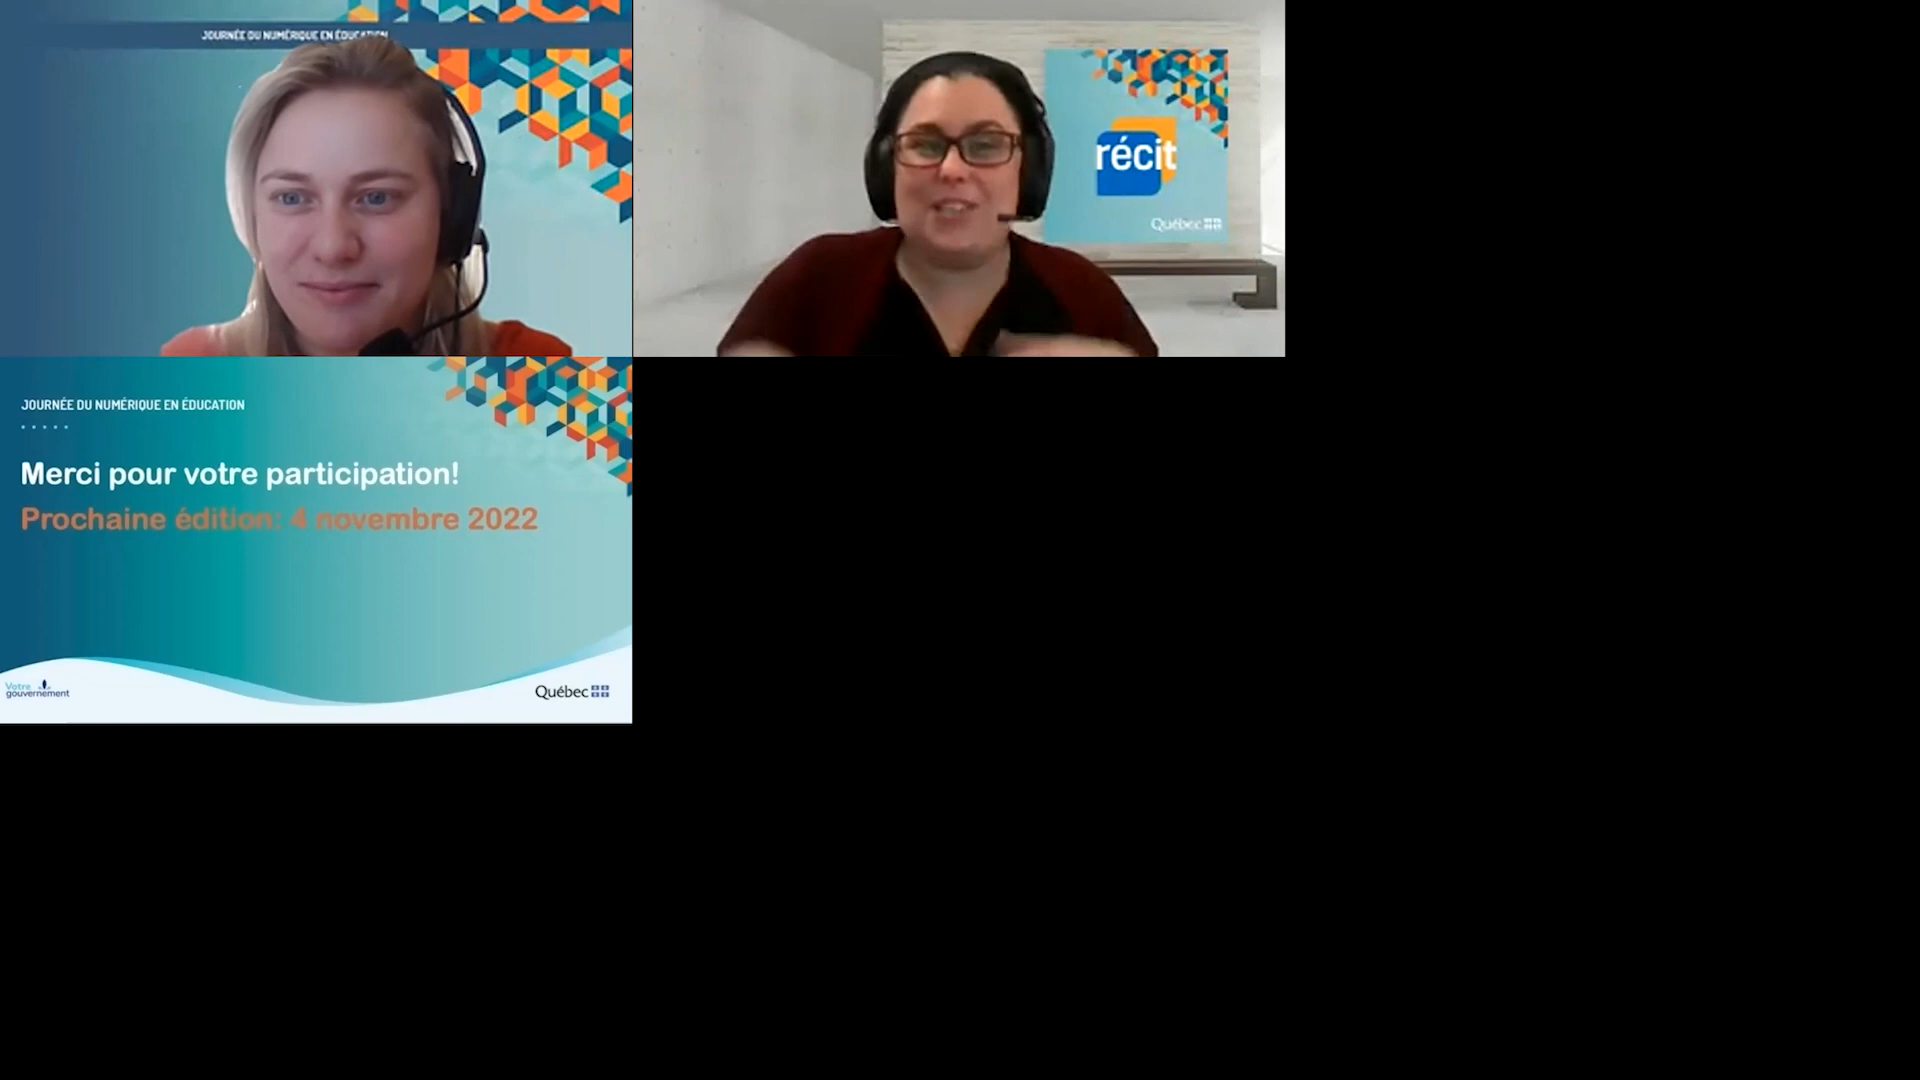 JOURNÉE DU NUMÉRIQUE EN ÉDUCATION
récit
Québec
JOURNÉE DU NUMÉRIQUE EN ÉDUCATION
Merci pour votre participation!
Prochaine édition: 4 novembre 2022
Votre
gouvernement
Québec